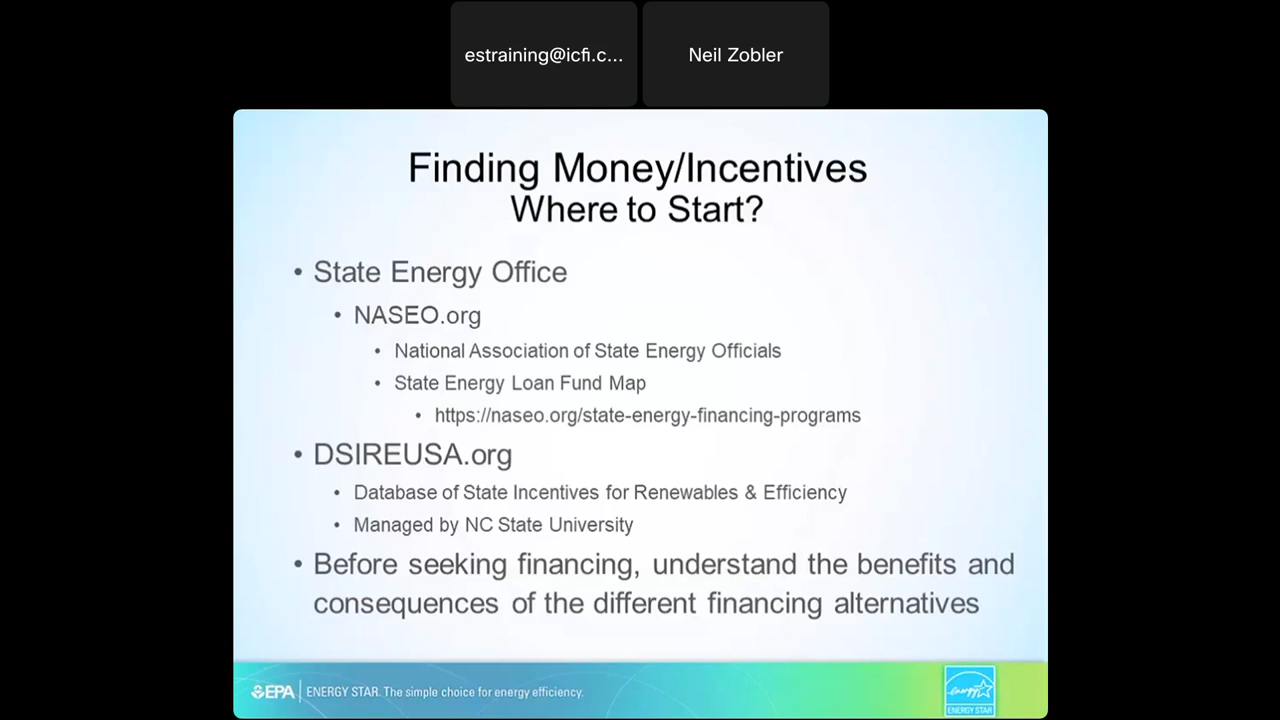 estraining@icfi.c...
Neil Zobler
Finding Money/Incentives
Where to Start?
• State Energy Office
• NASEO.org
• National Association of State Energy Officials
• State Energy Loan Fund Map
• https://naseo.org/state-energy-financing-programs
• DSIREUSA.org
• Database of State Incentives for Renewables & Efficiency
• Managed by NC State University
• Before seeking financing, understand the benefits and
consequences of the different financing alternatives
EPA | ENERGY STAR. The simple choice for energy efficiency.
energy
ENERGY STAR